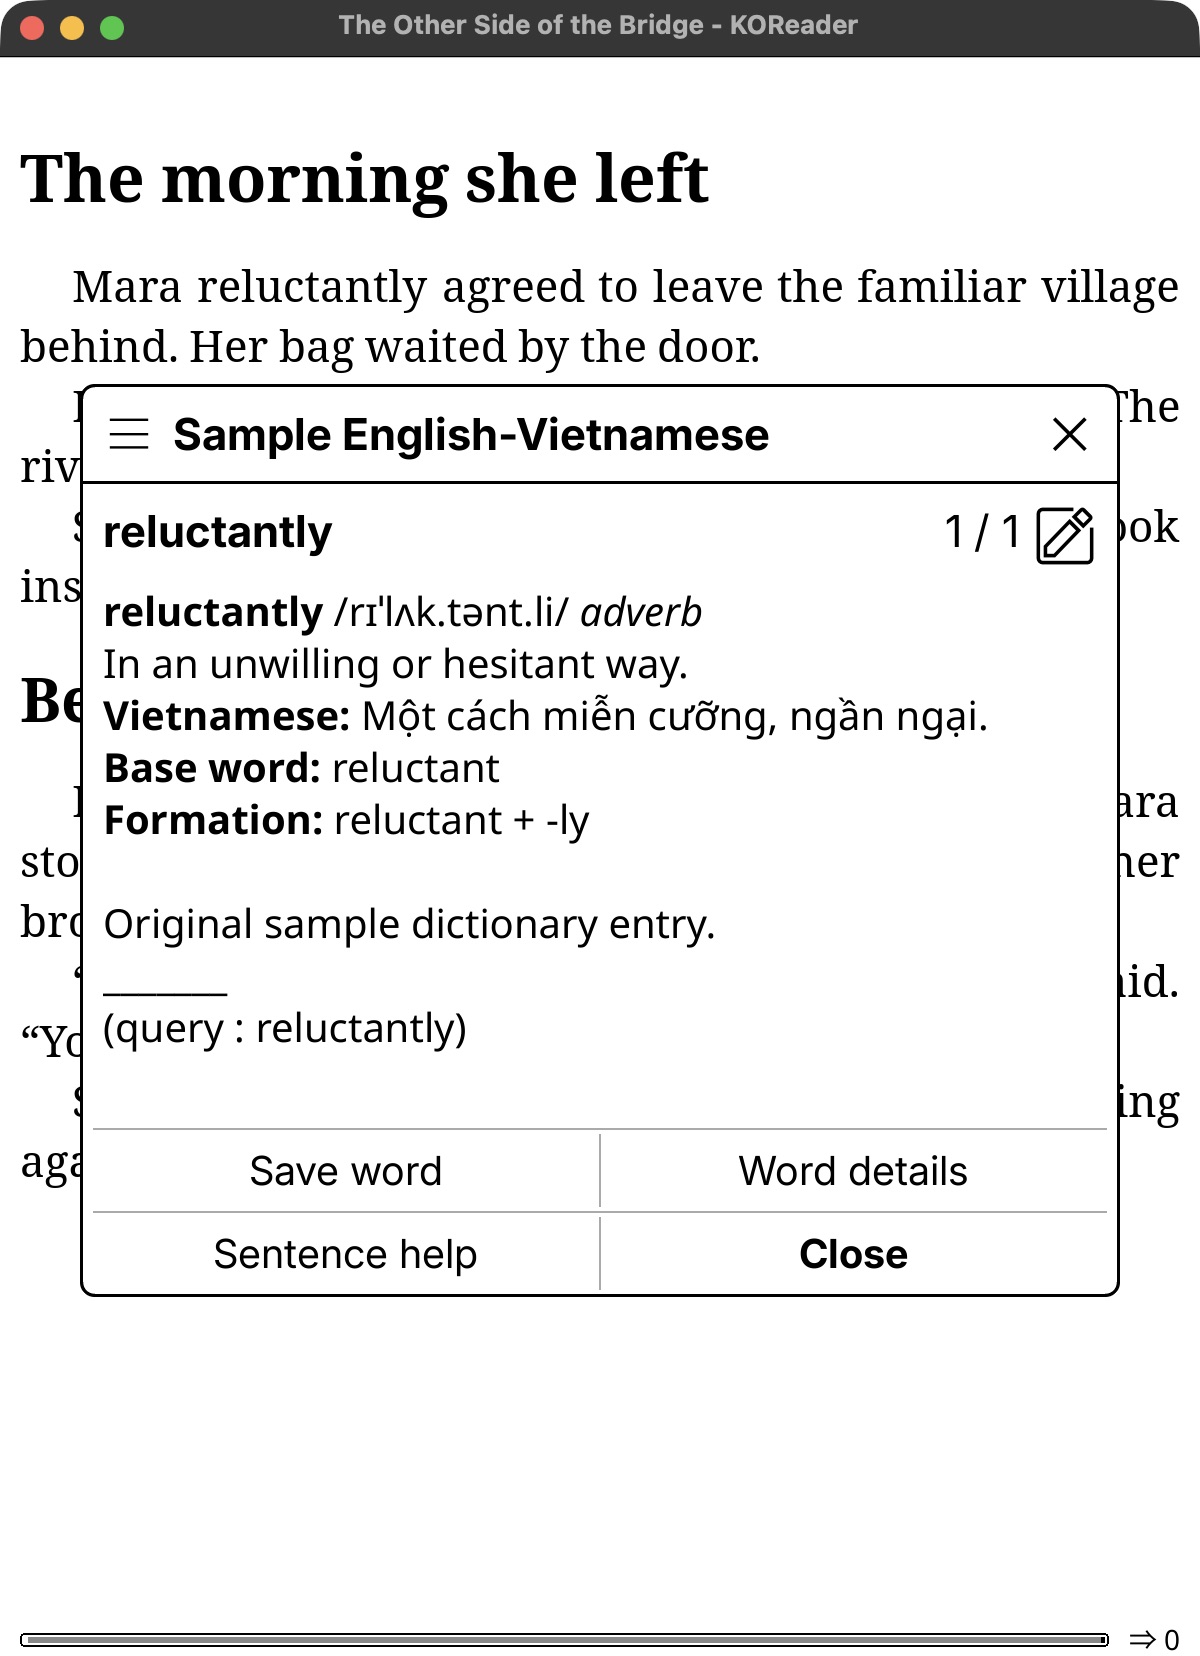 The Other Side of the Bridge - KOReader
The morning she left
Mara reluctantly agreed to leave the familiar village
behind. Her bag waited by the door.
The
Sample English-Vietnamese
reluctantly
1 / 1
reluctantly /rɪˈlʌk.tənt.li/ adverb
In an unwilling or hesitant way.
Vietnamese: Một cách miễn cưỡng, ngần ngại.
Base word: reluctant
Formation: reluctant + -ly
Original sample dictionary entry.
_______
(query : reluctantly)
Save word
Word details
Sentence help
Close
⇒ 0